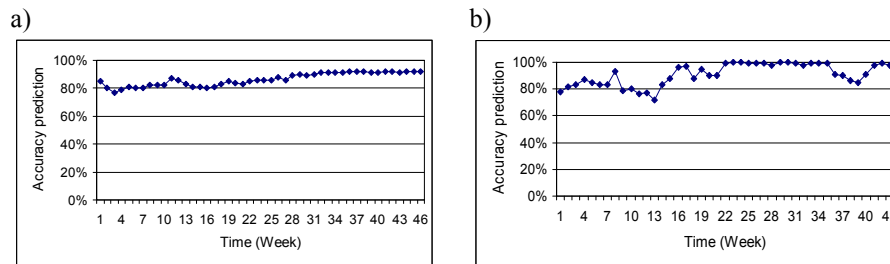 a)
100%
80%
60%
40%
20%
0%
Accuracy prediction
1 4 7 10 13 16 19 22 25 28 31 34 37 40 43 46
Time (Week)
b)
100%
80%
60%
40%
20%
0%
Accuracy prediction
1 4 7 10 13 16 19 22 25 28 31 34 37 40 4
Time (Week)